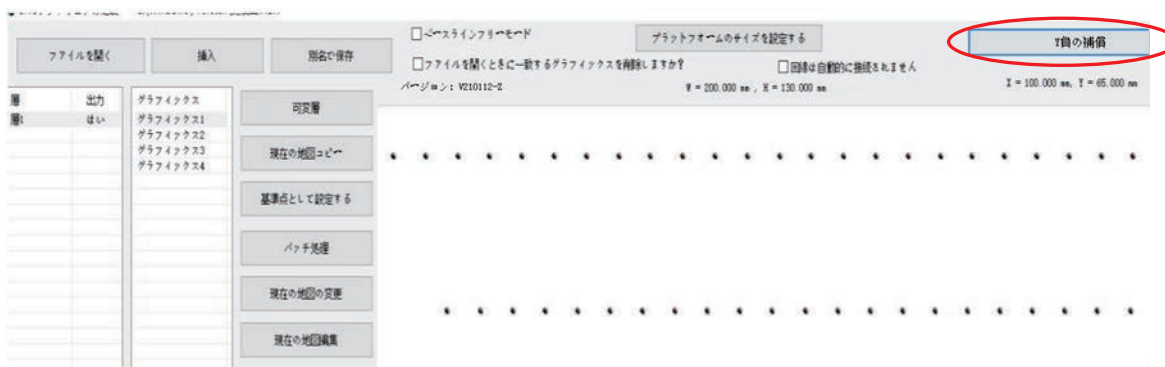 ファイルを開く
挿入
別名で保存
ベースラインフリーモード
プラットフォームのサイズを設定する
Y負の補償
ファイルを開くときに一致するグラフィックスを削除しますか?
回線は自動的に接続されません
バージョン: V210112-Z
W = 200.000 mm , H = 130.000 mm
X = 100.000 mm, Y = 65.000 mm
層
出力
層1
はい
グラフィックス
グラフィックス1
グラフィックス2
グラフィックス3
グラフィックス4
可変層
現在の地図コピー
基準点として設定する
バッチ処理
現在の地図の変更
現在の地図編集